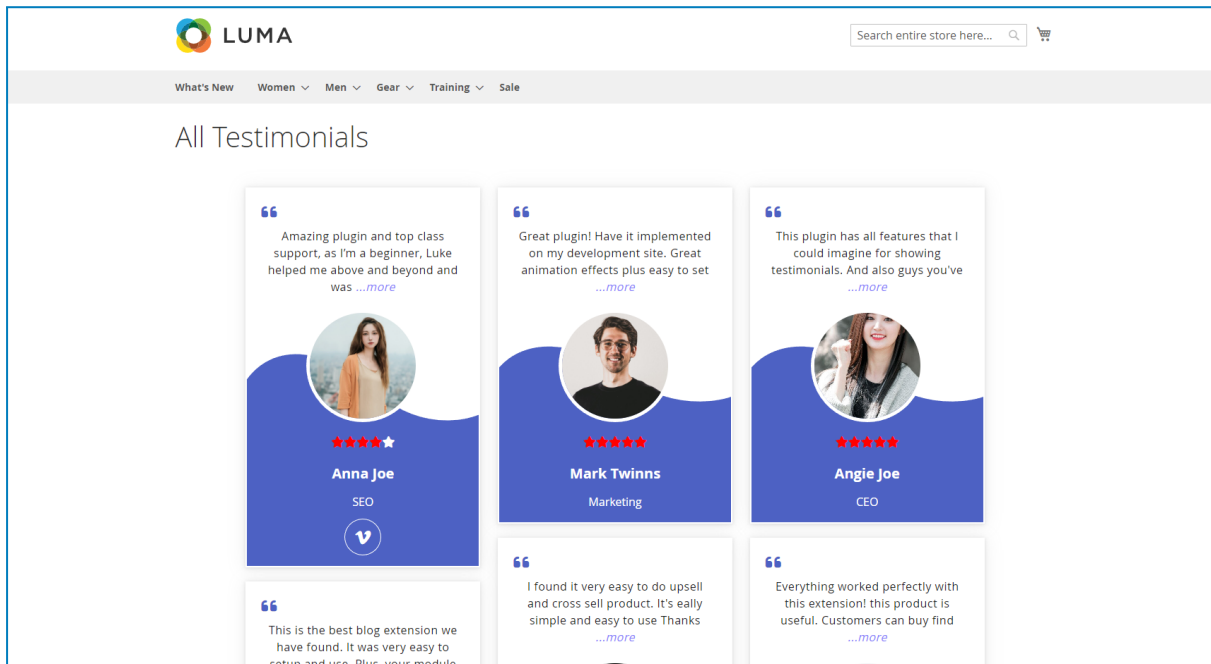 LUMA
Search entire store here...
What's New Women Men Gear Training Sale
All Testimonials
Amazing plugin and top class
support, as I'm a beginner, Luke
helped me above and beyond and
was ...more
Anna Joe
SEO
Great plugin! Have it implemented
on my development site. Great
animation effects plus easy to set
...more
Mark Twinns
Marketing
This plugin has all features that I
could imagine for showing
testimonials. And also guys you've
...more
Angie Joe
CEO
This is the best blog extension we
have found. It was very easy to
setup and use. Plus, your module
I found it very easy to do upsell
and cross sell product. It's eally
simple and easy to use Thanks
...more
Everything worked perfectly with
this extension! this product is
useful. Customers can buy find
...more